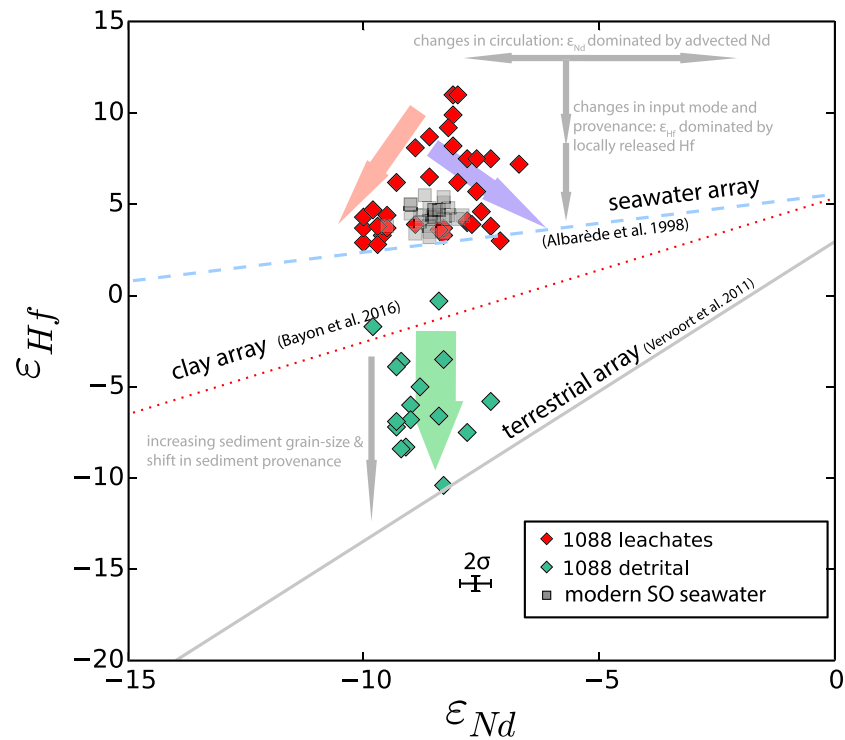 15
10
5
0
−5
−10
−15
−20
−15
−10
−5
0
εHf
εNd
changes in circulation: εNd dominated by advected Nd
changes in input mode and
provenance: εHf dominated by
locally released Hf
seawater array
(Albarède et al. 1998)
clay array (Bayon et al. 2016)
terrestrial array (Vervoort et al. 2011)
increasing sediment grain-size &
shift in sediment provenance
2σ
1088 leachates
1088 detrital
modern SO seawater